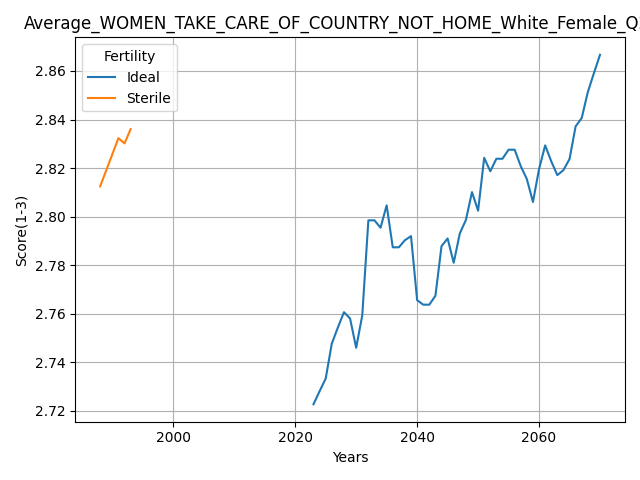 Average_WOMEN_TAKE_CARE_OF_COUNTRY_NOT_HOME_White_Female_Q
Fertility
Ideal
Sterile
2.86
2.84
2.82
2.80
2.78
2.76
2.74
2.72
Score(1-3)
2000
2020
2040
2060
Years